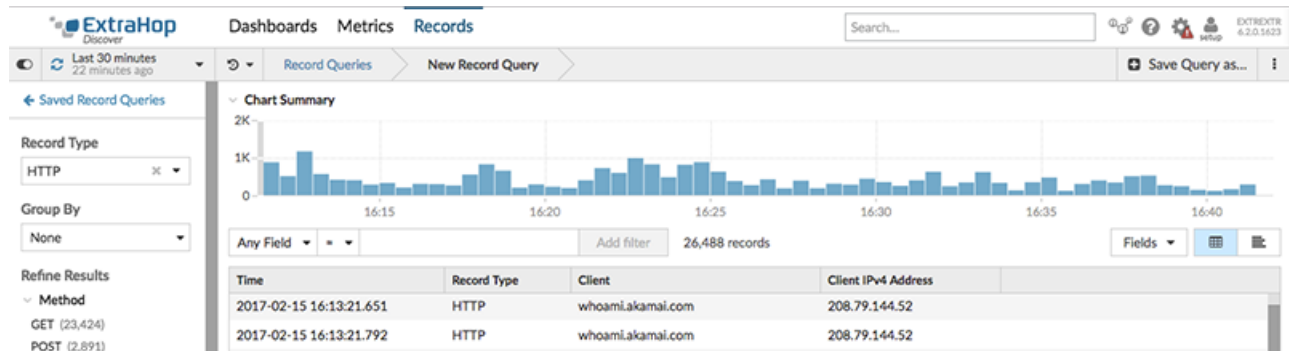 ExtraHop
Discover
Dashboards Metrics Records
Search...
setup
EXTREXTR
6.2.0.1623
Last 30 minutes
22 minutes ago
Record Queries
New Record Query
Save Query as...
Saved Record Queries
Record Type
HTTP
Group By
None
Refine Results
Method
GET (23,424)
POST (2,891)
Chart Summary
2K
1K
0
16:15 16:20 16:25 16:30 16:35 16:40
Any Field = Add filter 26,488 records Fields
Time Record Type Client Client IPv4 Address
2017-02-15 16:13:21.651 HTTP whoami.akamai.com 208.79.144.52
2017-02-15 16:13:21.792 HTTP whoami.akamai.com 208.79.144.52